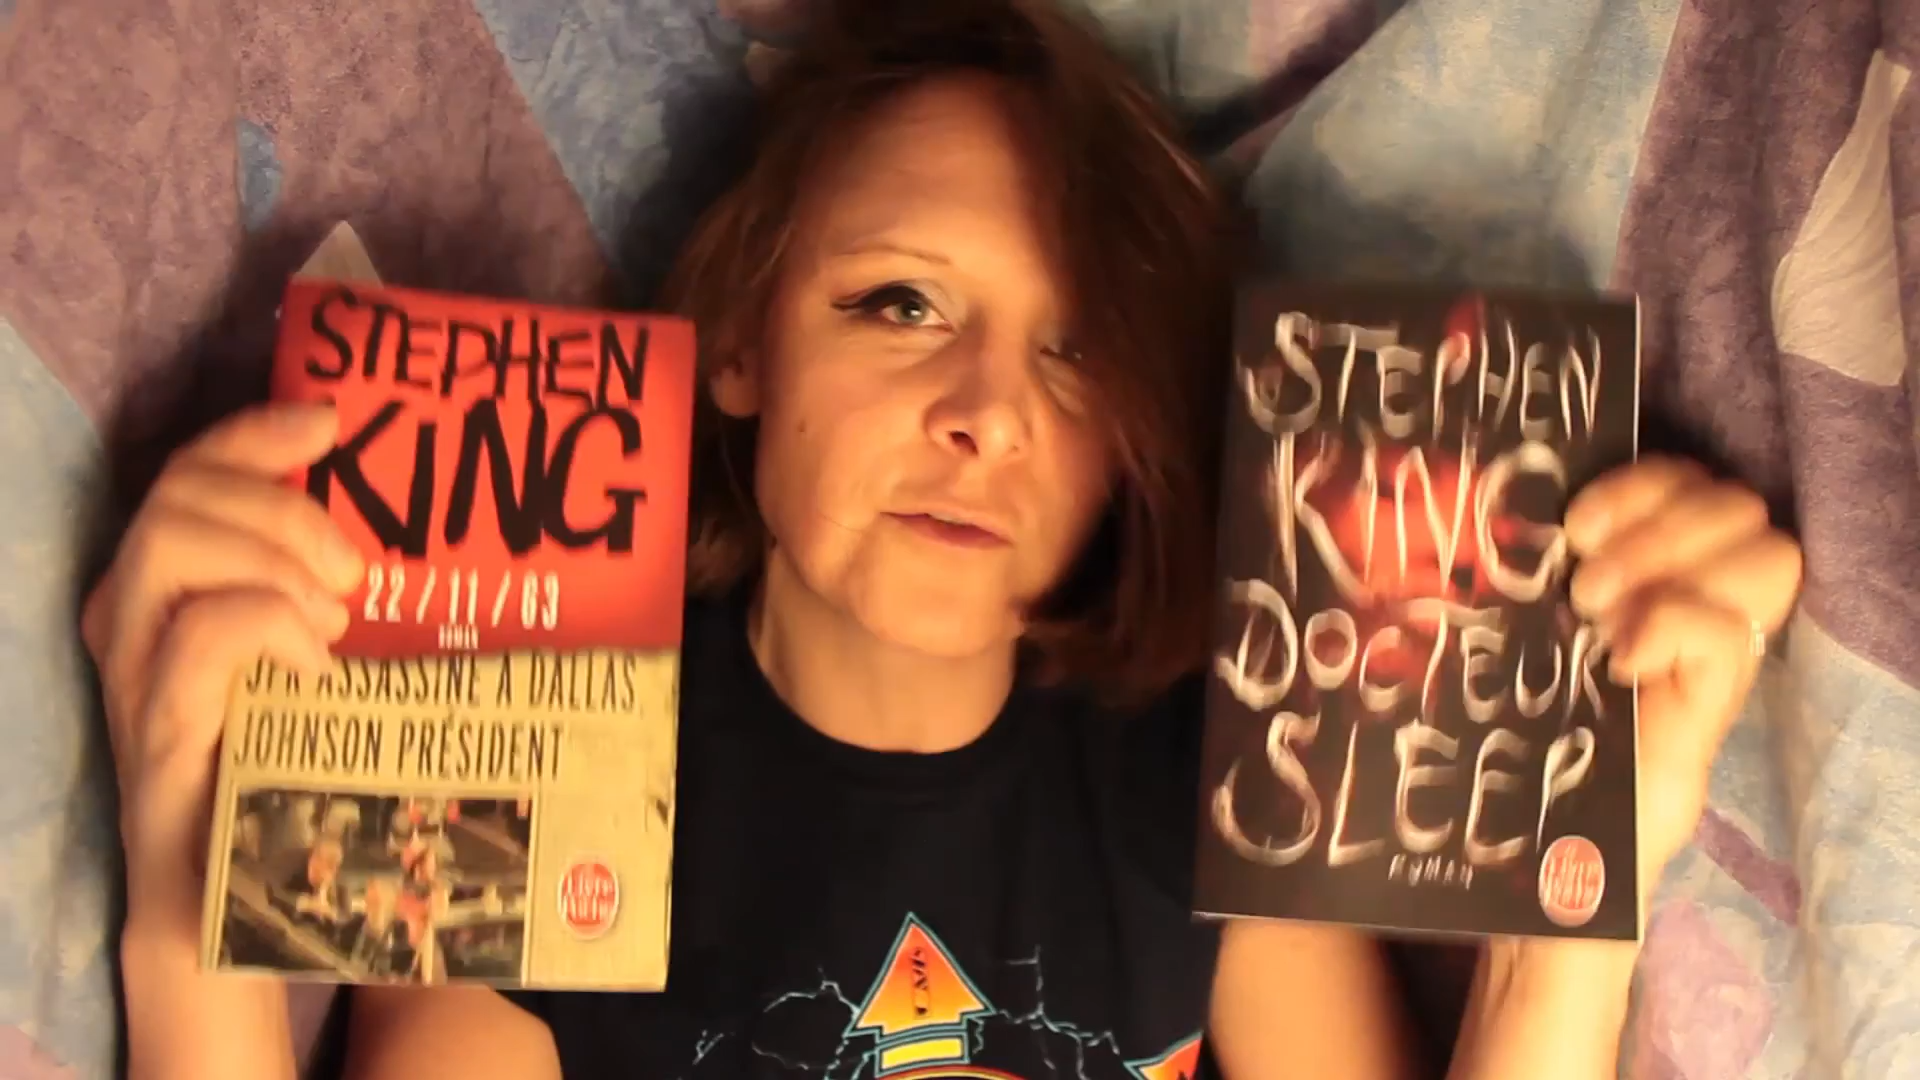 STEPHEN
KING
22/11/63
ROMAN
JFK ASSASSINÉ À DALLAS,
JOHNSON PRÉSIDENT
STEPHEN
KING
DOCTEUR
SLEEP
ROMAN